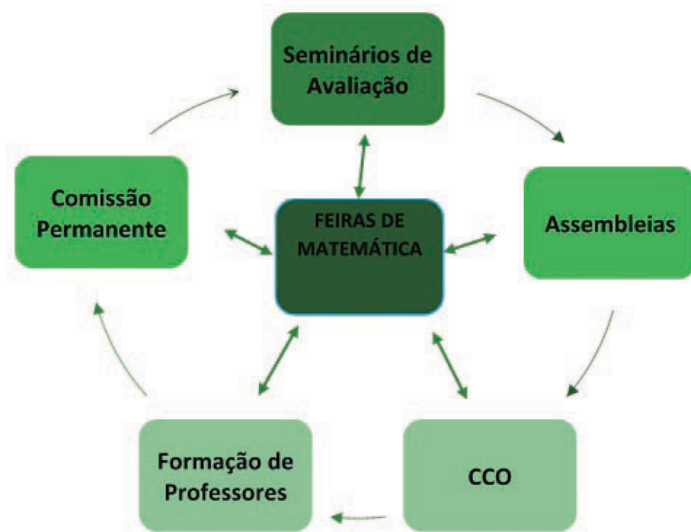 Seminários de
Avaliação
Comissão
Permanente
FEIRAS DE
MATEMÁTICA
Assembleias
Formação de
Professores
CCO